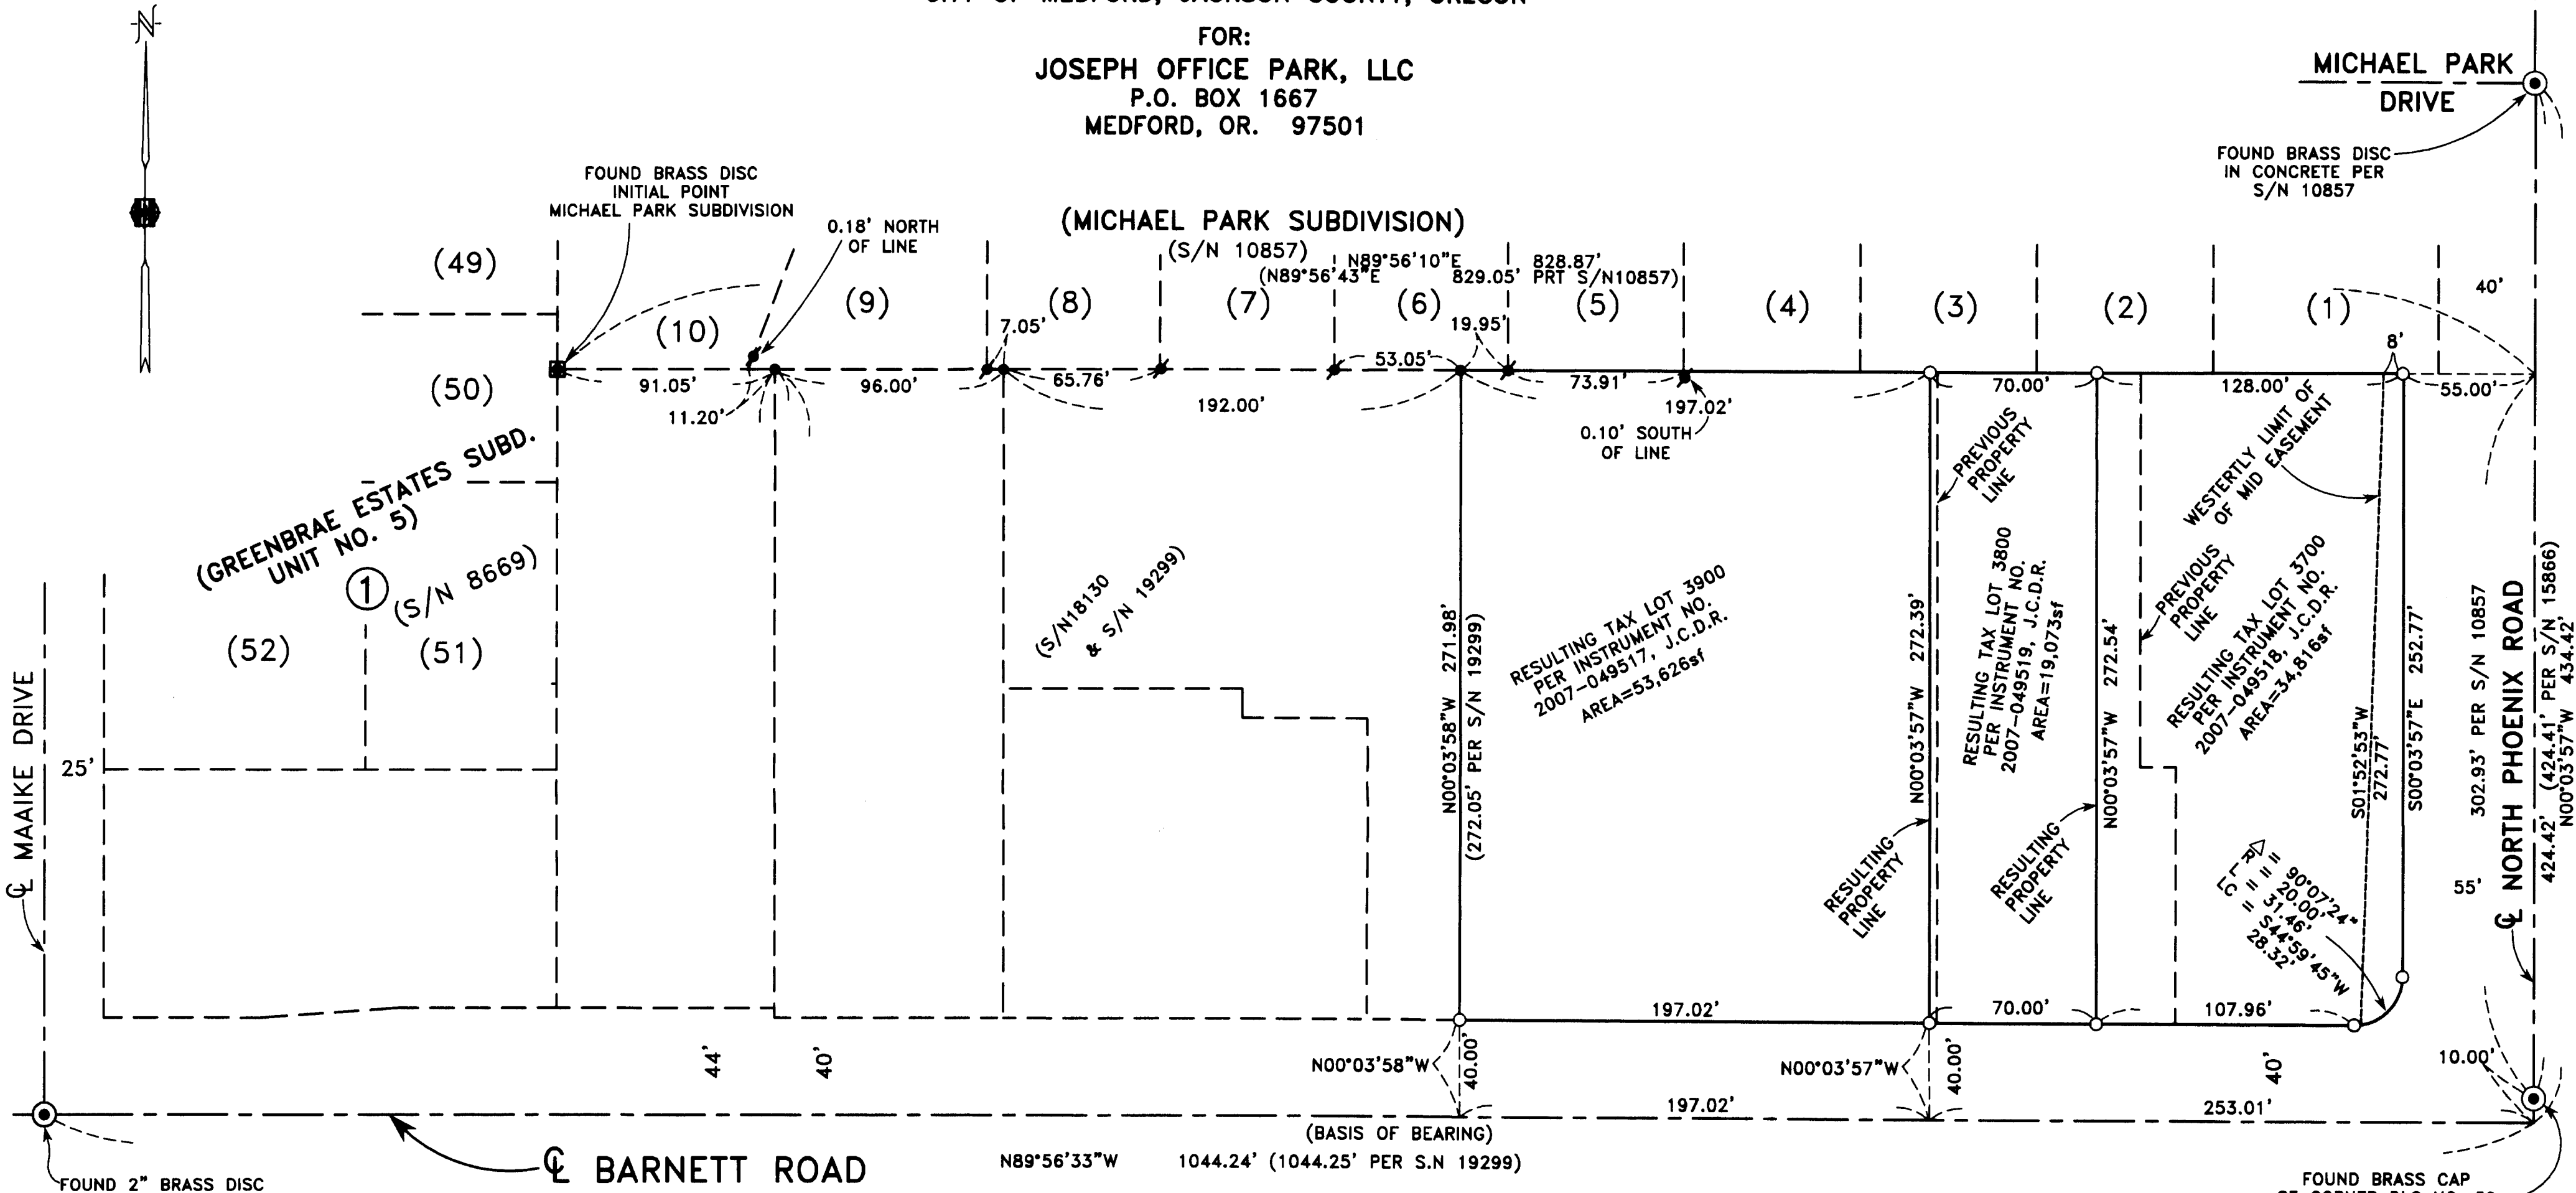 FOR:
JOSEPH OFFICE PARK, LLC
P.O. BOX 1667
MEDFORD, OR. 97501
N
MICHAEL PARK
DRIVE
FOUND BRASS DISC
IN CONCRETE PER
S/N 10857
FOUND BRASS DISC
INITIAL POINT
MICHAEL PARK SUBDIVISION
0.18' NORTH
OF LINE
(MICHAEL PARK SUBDIVISION)
(S/N 10857)
N89°56'10"E 828.87'
(N89°56'43"E 829.05' PRT S/N10857)
(49)
(10)
(9)
(8)
(7)
(6)
(5)
(4)
(3)
(2)
(1)
40'
7.05'
19.95'
8'
(50)
91.05'
96.00'
65.76'
53.05'
73.91'
70.00'
128.00'
55.00'
11.20'
192.00'
197.02'
0.10' SOUTH
OF LINE
(GREENBRAE ESTATES SUBD.
UNIT NO. 5)
1
(S/N 8669)
(52)
(51)
(S/N18130
& S/N 19299)
N00°03'58"W 271.98'
(272.05' PER S/N 19299)
RESULTING TAX LOT 3900
PER INSTRUMENT NO.
2007-049517, J.C.D.R.
AREA=53,626sf
N00°03'57"W 272.39'
PREVIOUS
PROPERTY
LINE
RESULTING TAX LOT 3800
PER INSTRUMENT NO.
2007-049519, J.C.D.R.
AREA=19,073sf
N00°03'57"W 272.54'
PREVIOUS
PROPERTY
LINE
WESTERTLY LIMIT OF
OF MID EASEMENT
RESULTING TAX LOT 3700
PER INSTRUMENT NO.
2007-049518, J.C.D.R.
AREA=34,816sf
S01°52'53"W
272.77'
S00°03'57"E 252.77'
302.93' PER S/N 10857
℄ NORTH PHOENIX ROAD
424.42' (424.41' PER S/N 15866)
N00°03'57"W 434.42'
℄ MAAIKE DRIVE
25'
RESULTING
PROPERTY
LINE
RESULTING
PROPERTY
LINE
△ = 90°07'24"
R = 20.00'
L = 31.46'
LC = S44°59'45"W
28.32'
55'
44'
40'
197.02'
70.00'
107.96'
N00°03'58"W
40.00'
N00°03'57"W
40.00'
40'
10.00'
197.02'
253.01'
(BASIS OF BEARING)
N89°56'33"W 1044.24' (1044.25' PER S.N 19299)
℄ BARNETT ROAD
FOUND 2" BRASS DISC
FOUND BRASS CAP